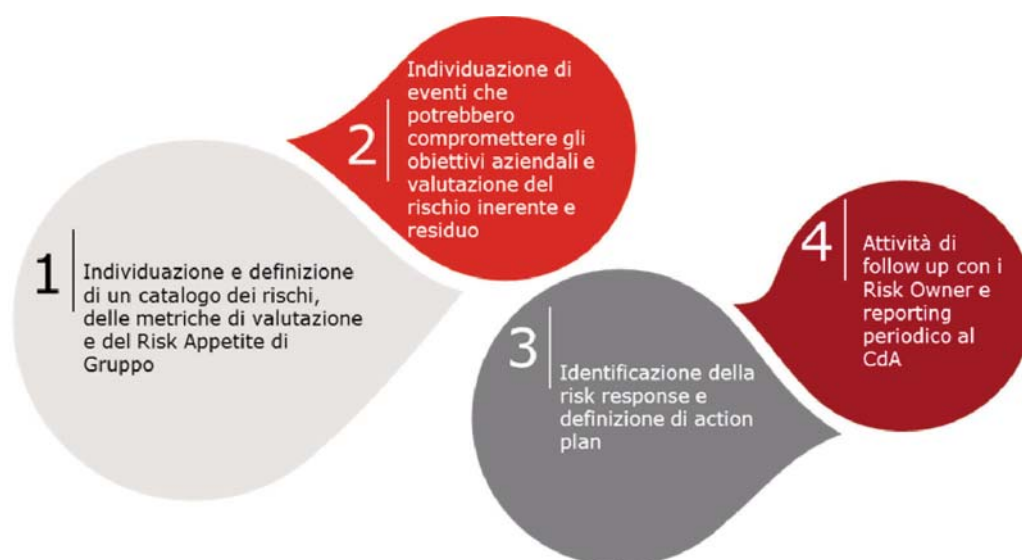 1
Individuazione e definizione
di un catalogo dei rischi,
delle metriche di valutazione
e del Risk Appetite di
Gruppo
2
Individuazione di
eventi che
potrebbero
compromettere gli
obiettivi aziendali e
valutazione del
rischio inerente e
residuo
3
Identificazione della
risk response e
definizione di action
plan
4
Attività di
follow up con i
Risk Owner e
reporting
periodico al
CdA